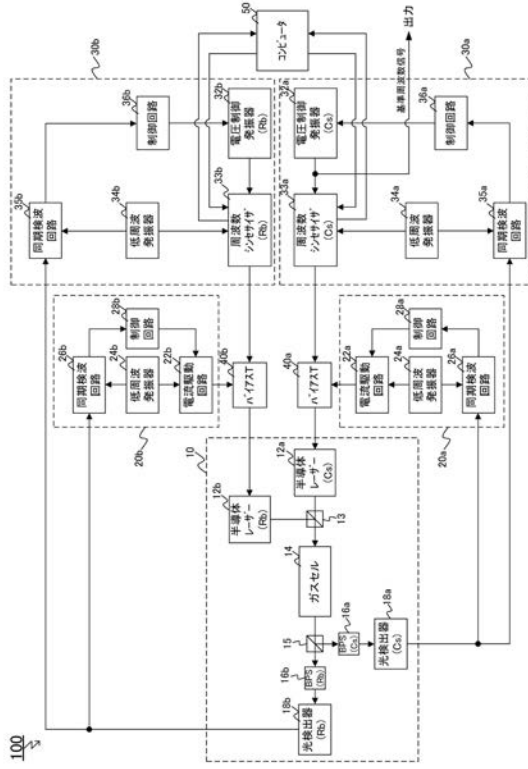 100
50
コンピュータ
30b
36b
制御回路
32b
電圧制御
発振器
(Rb)
35b
同期検波
回路
34b
低周波
発振器
33b
周波数
シンセサイザ
(Rb)
出力
基準周波数信号
30a
32a
電圧制御
発振器
(Cs)
36a
制御回路
33a
周波数
シンセサイザ
(Cs)
34a
低周波
発振器
35a
同期検波
回路
26b
同期検波
回路
28b
制御回路
24b
低周波
発振器
22b
電流駆動
回路
20b
40b
バイアスT
40a
バイアスT
22a
電流駆動
回路
28a
制御回路
24a
低周波
発振器
26a
同期検波
回路
20a
10
12b
半導体
レーザー
(Rb)
12a
半導体
レーザー
(Cs)
13
14
ガスセル
15
16b
BPS
(Rb)
16a
BPS
(Cs)
18b
光検出器
(Rb)
18a
光検出器
(Cs)